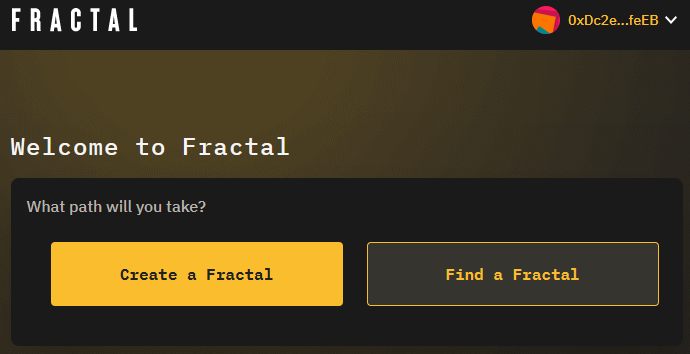 FRACTAL
0xDc2e...feEB
Welcome to Fractal
What path will you take?
Create a Fractal
Find a Fractal